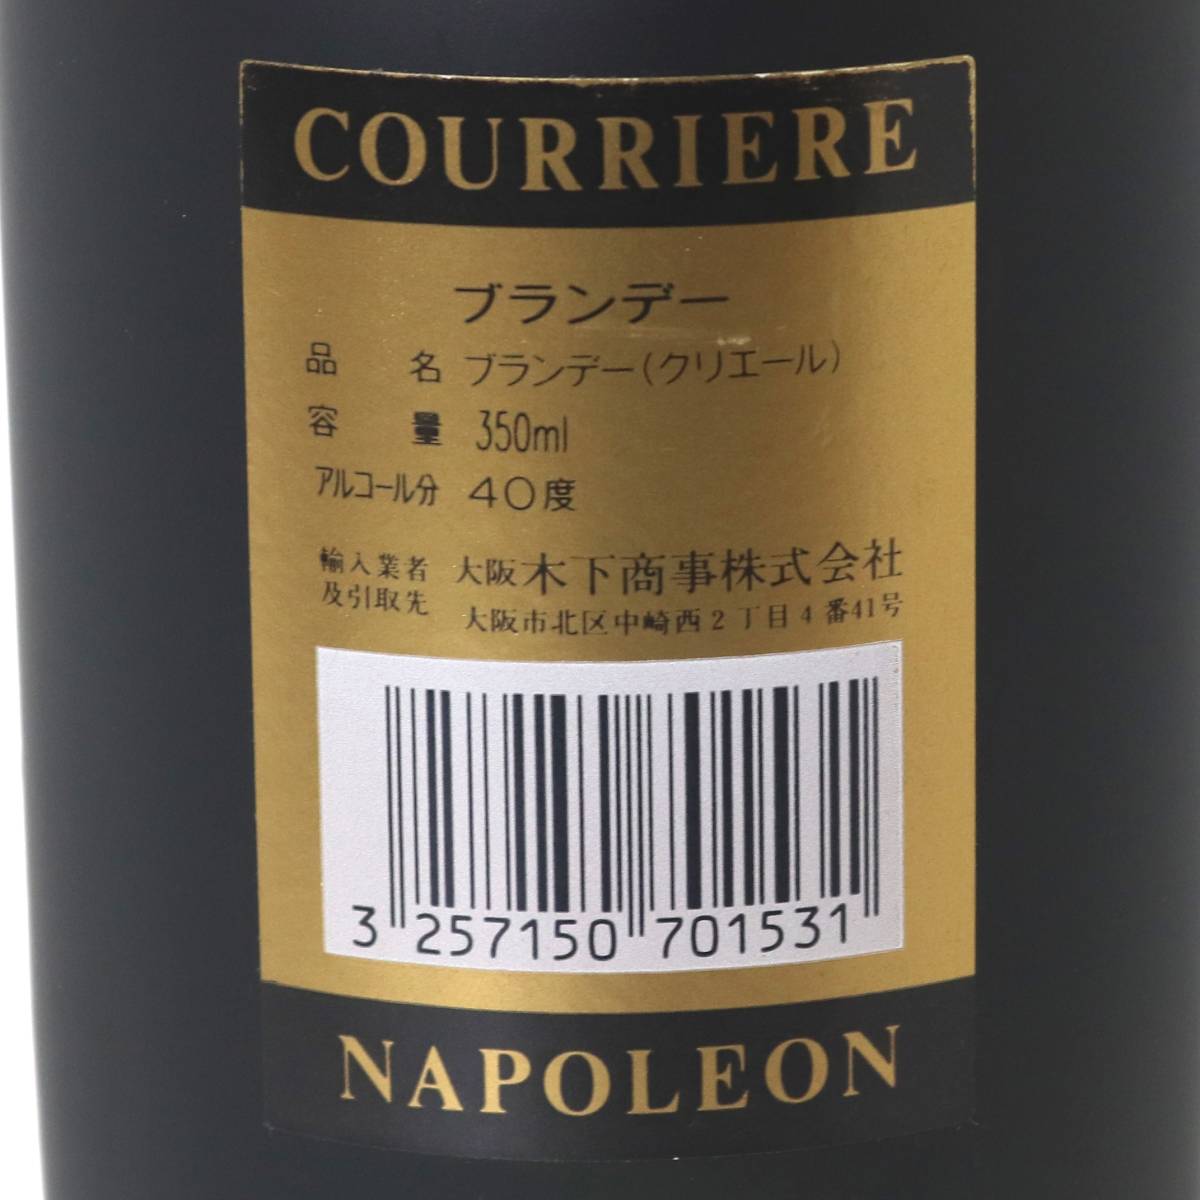 COURRIERE
ブランデー
品 名 ブランデー(クリエール)
容 量 350ml
アルコール分 40度
輸入業者 大阪木下商事株式会社
及引取先 大阪市北区中崎西2丁目4番41号
3 257150 701531
NAPOLEON